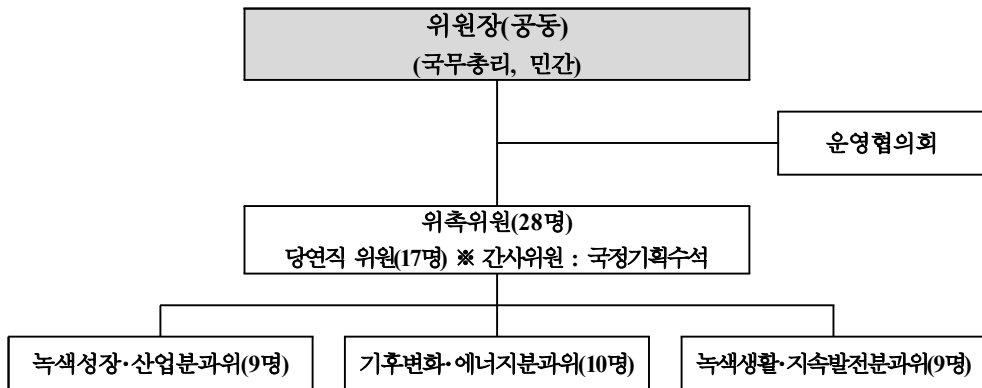 위원장(공동)
(국무총리, 민간)
운영협의회
위촉위원(28명)
당연직 위원(17명) ※ 간사위원 : 국정기획수석
녹색성장·산업분과위(9명)
기후변화·에너지분과위(10명)
녹색생활·지속발전분과위(9명)